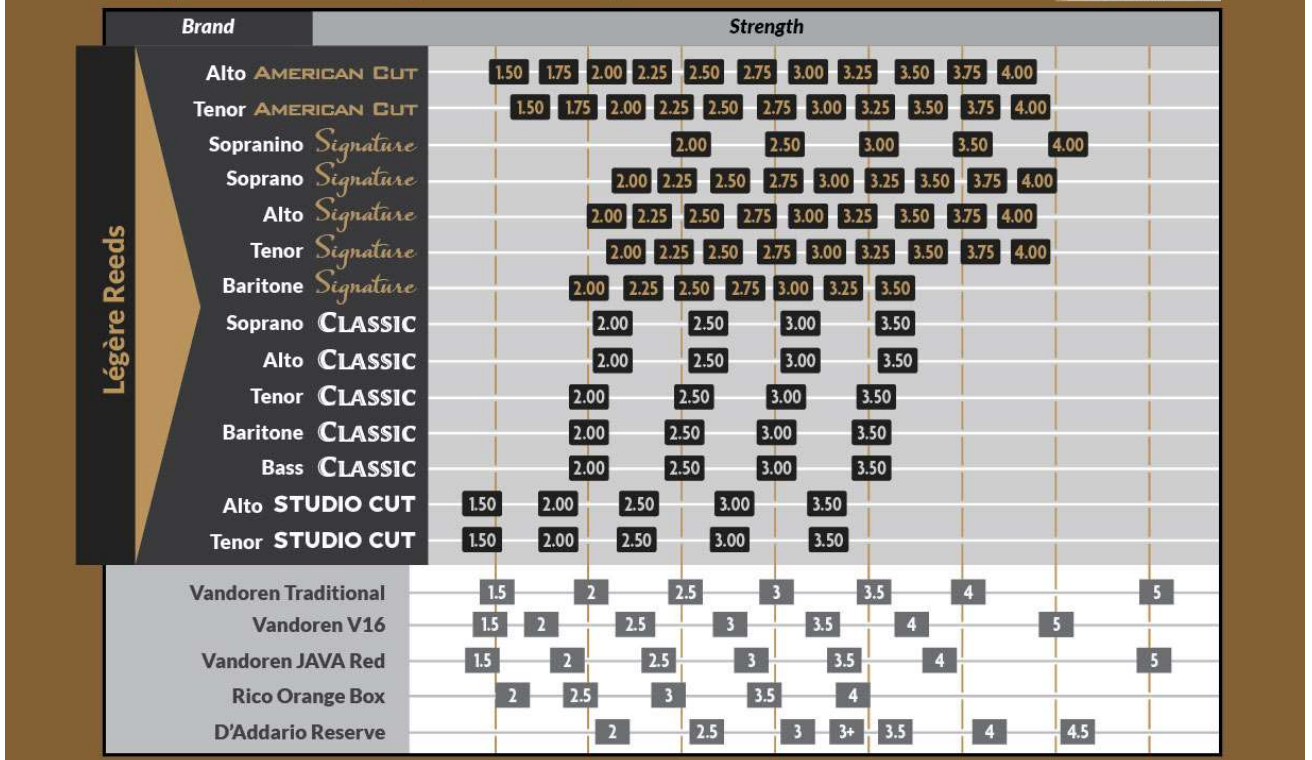 Brand Strength
Alto AMERICAN CUT 1.50 1.75 2.00 2.25 2.50 2.75 3.00 3.25 3.50 3.75 4.00
Tenor AMERICAN CUT 1.50 1.75 2.00 2.25 2.50 2.75 3.00 3.25 3.50 3.75 4.00
Sopranino Signature 2.00 2.50 3.00 3.50 4.00
Soprano Signature 2.00 2.25 2.50 2.75 3.00 3.25 3.50 3.75 4.00
Alto Signature 2.00 2.25 2.50 2.75 3.00 3.25 3.50 3.75 4.00
Tenor Signature 2.00 2.25 2.50 2.75 3.00 3.25 3.50 3.75 4.00
Baritone Signature 2.00 2.25 2.50 2.75 3.00 3.25 3.50
Soprano CLASSIC 2.00 2.50 3.00 3.50
Alto CLASSIC 2.00 2.50 3.00 3.50
Tenor CLASSIC 2.00 2.50 3.00 3.50
Baritone CLASSIC 2.00 2.50 3.00 3.50
Bass CLASSIC 2.00 2.50 3.00 3.50
Alto STUDIO CUT 1.50 2.00 2.50 3.00 3.50
Tenor STUDIO CUT 1.50 2.00 2.50 3.00 3.50
Légère Reeds
Vandoren Traditional 1.5 2 2.5 3 3.5 4 5
Vandoren V16 1.5 2 2.5 3 3.5 4 5
Vandoren JAVA Red 1.5 2 2.5 3 3.5 4 5
Rico Orange Box 2 2.5 3 3.5 4
D'Addario Reserve 2 2.5 3 3+ 3.5 4 4.5